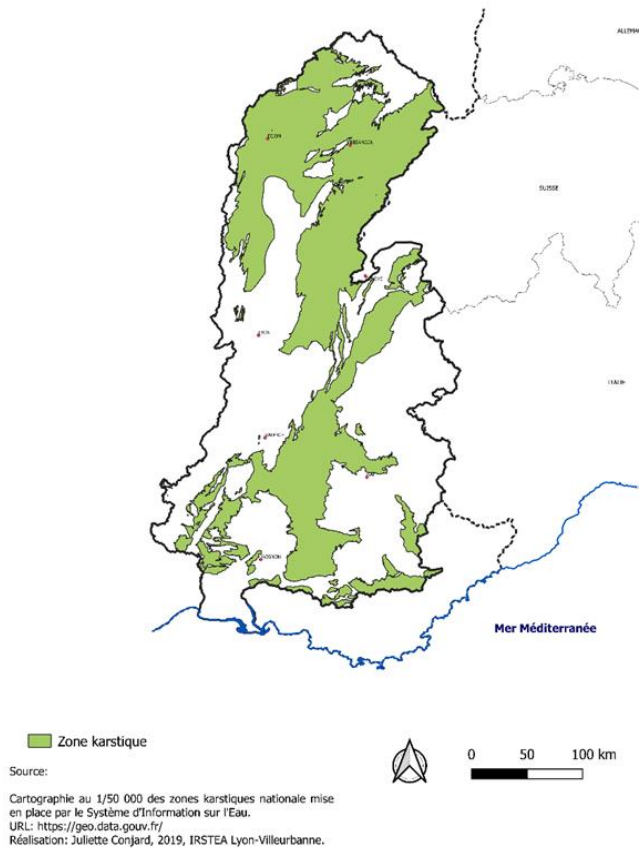 SUISSE
Mer Méditerranée
Zone karstique
0 50 100 km
Source:
Cartographie au 1/50 000 des zones karstiques nationale mise
en place par le Système d'Information sur l'Eau.
URL: https://geo.data.gouv.fr/
Réalisation: Juliette Conjard, 2019, IRSTEA Lyon-Villeurbanne.